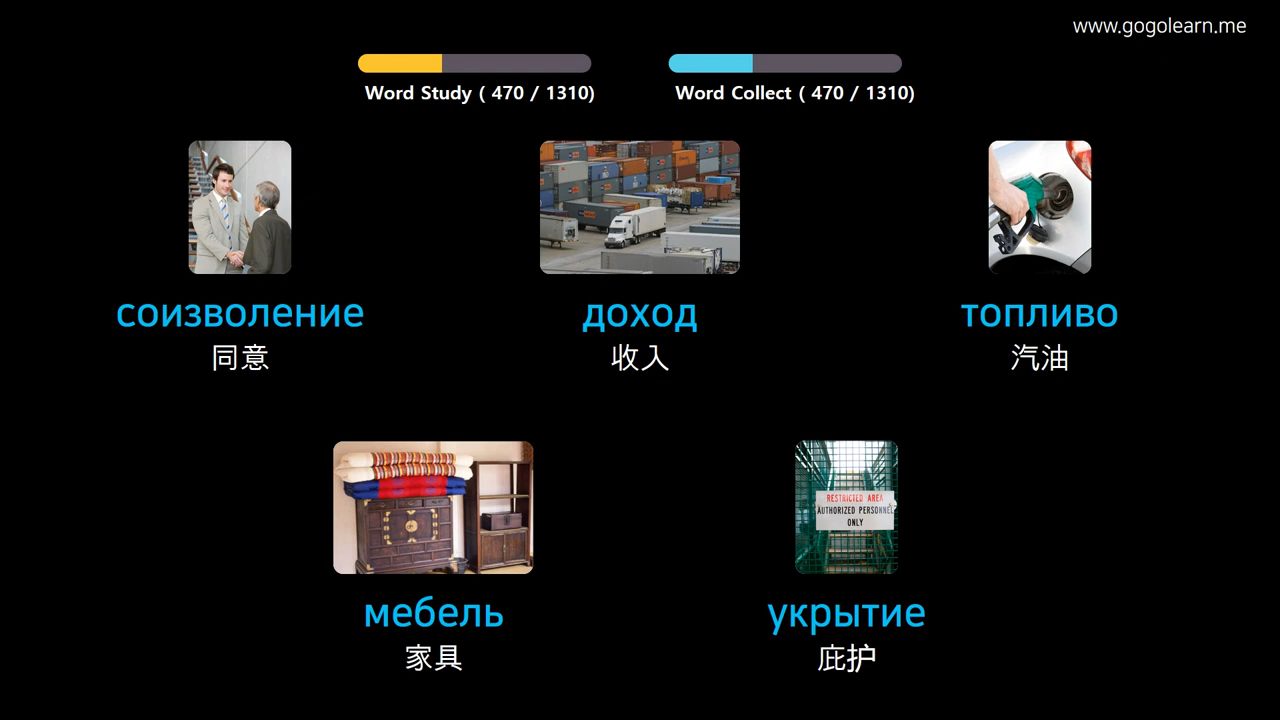 www.gogolearn.me
Word Study ( 470 / 1310)
Word Collect ( 470 / 1310)
соизволение
同意
доход
收入
топливо
汽油
RESTRICTED AREA
AUTHORIZED PERSONNEL
ONLY
мебель
家具
укрытие
庇护